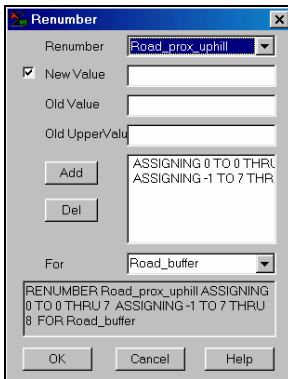 Renumber
Renumber Road_prox_uphill
New Value
Old Value
Old UpperValu
Add
ASSIGNING 0 TO 0 THRU
ASSIGNING -1 TO 7 THR
Del
For Road_buffer
RENUMBER Road_prox_uphill ASSIGNING
0 TO 0 THRU 7 ASSIGNING -1 TO 7 THRU
8 FOR Road_buffer
OK Cancel Help